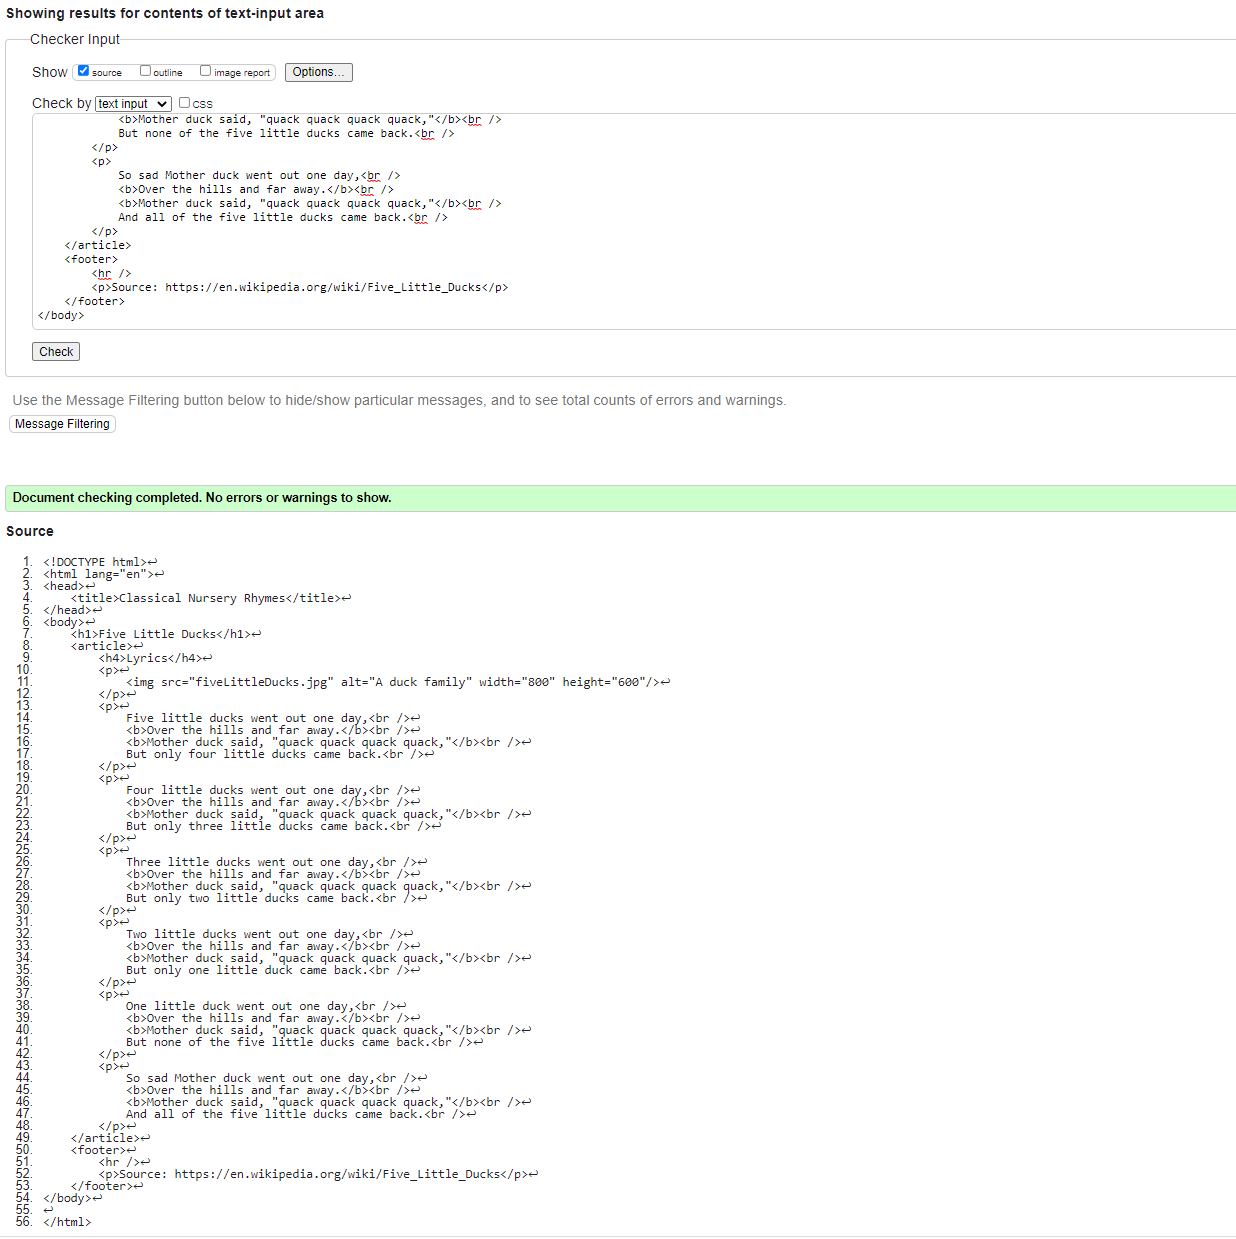 Showing results for contents of text-input area
Checker Input
Show source outline image report Options...
Check by text input css
<b>Mother duck said, "quack quack quack quack,"</b><br />
But none of the five little ducks came back.<br />
</p>
<p>
So sad Mother duck went out one day,<br />
<b>Over the hills and far away.</b><br />
<b>Mother duck said, "quack quack quack quack,"</b><br />
And all of the five little ducks came back.<br />
</p>
</article>
<footer>
<hr />
<p>Source: https://en.wikipedia.org/wiki/Five_Little_Ducks</p>
</footer>
</body>
Check
Use the Message Filtering button below to hide/show particular messages, and to see total counts of errors and warnings.
Message Filtering
Document checking completed. No errors or warnings to show.
Source
1. <!DOCTYPE html>↩
2. <html lang="en">↩
3. <head>↩
4. <title>Classical Nursery Rhymes</title>↩
5. </head>↩
6. <body>↩
7. <h1>Five Little Ducks</h1>↩
8. <article>↩
9. <h4>Lyrics</h4>↩
10. <p>↩
11. <img src="fiveLittleDucks.jpg" alt="A duck family" width="800" height="600"/>↩
12. </p>↩
13. <p>↩
14. Five little ducks went out one day,<br />↩
15. <b>Over the hills and far away.</b><br />↩
16. <b>Mother duck said, "quack quack quack quack,"</b><br />↩
17. But only four little ducks came back.<br />↩
18. </p>↩
19. <p>↩
20. Four little ducks went out one day,<br />↩
21. <b>Over the hills and far away.</b><br />↩
22. <b>Mother duck said, "quack quack quack quack,"</b><br />↩
23. But only three little ducks came back.<br />↩
24. </p>↩
25. <p>↩
26. Three little ducks went out one day,<br />↩
27. <b>Over the hills and far away.</b><br />↩
28. <b>Mother duck said, "quack quack quack quack,"</b><br />↩
29. But only two little ducks came back.<br />↩
30. </p>↩
31. <p>↩
32. Two little ducks went out one day,<br />↩
33. <b>Over the hills and far away.</b><br />↩
34. <b>Mother duck said, "quack quack quack quack,"</b><br />↩
35. But only one little duck came back.<br />↩
36. </p>↩
37. <p>↩
38. One little duck went out one day,<br />↩
39. <b>Over the hills and far away.</b><br />↩
40. <b>Mother duck said, "quack quack quack quack,"</b><br />↩
41. But none of the five little ducks came back.<br />↩
42. </p>↩
43. <p>↩
44. So sad Mother duck went out one day,<br />↩
45. <b>Over the hills and far away.</b><br />↩
46. <b>Mother duck said, "quack quack quack quack,"</b><br />↩
47. And all of the five little ducks came back.<br />↩
48. </p>↩
49. </article>↩
50. <footer>↩
51. <hr />↩
52. <p>Source: https://en.wikipedia.org/wiki/Five_Little_Ducks</p>↩
53. </footer>↩
54. </body>↩
55. ↩
56. </html>